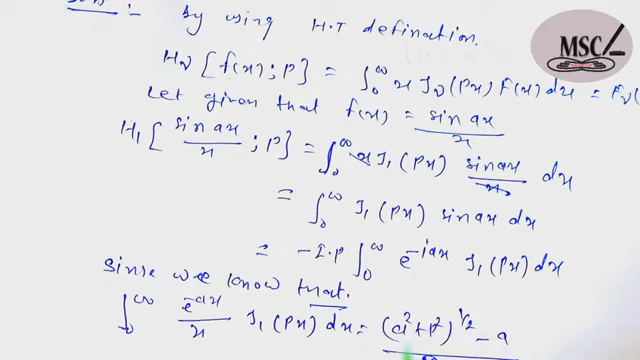 MSC
By using H.T defination.
Hν [f(x); P] = ∫₀^∞ x Jν (Px) f(x) dx = Fν(
Let given that f(x) = sin ax / x
H₁ [sin ax / x ; P] = ∫₀^∞ x J₁ (Px) sin ax / x dx
= ∫₀^∞ J₁ (Px) sin ax dx
= - I.P ∫₀^∞ e^-iax J₁ (Px) dx
Sinse we know that.
∫₀^∞ e^-ax / x J₁ (Px) dx = (a² + P²)^1/2 - a